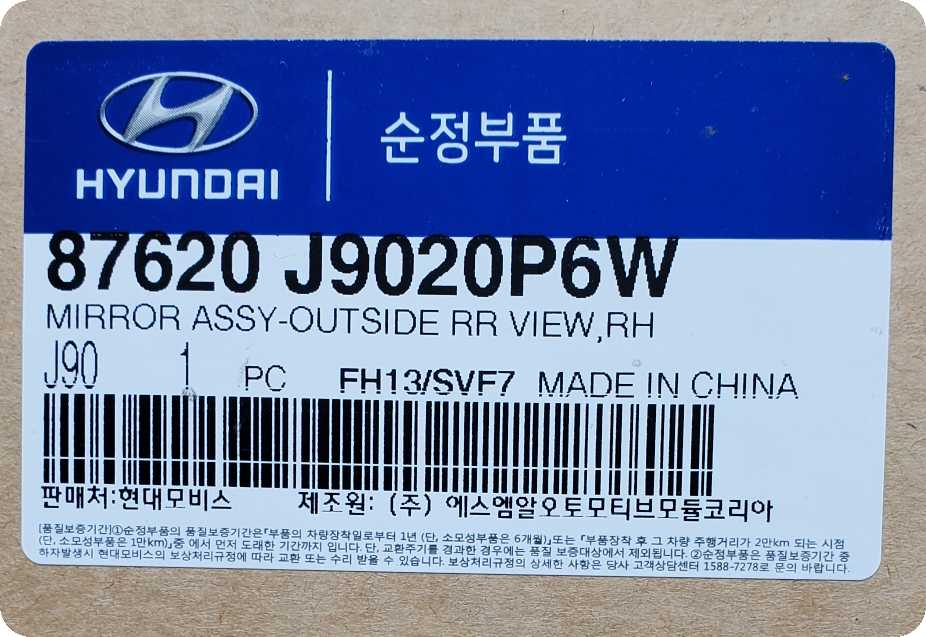 HYUNDAI
순정부품
87620 J9020P6W
MIRROR ASSY-OUTSIDE RR VIEW,RH
J90 1 PC FH13/SVF7 MADE IN CHINA
판매처:현대모비스 제조원: (주) 에스엠알오토모티브모듈코리아
[품질보증기간]①순정부품의 품질보증기간은「부품의 차량장착일로부터 1년 (단, 소모성부품은 6개월)」또는 「부품장착 후 그 차량 주행거리가 2만km 되는 시점
(단, 소모성부품은 1만km)」중 에서 먼저 도래한 기간까지 입니다. 단, 교환주기를 경과한 경우에는 품질 보증대상에서 제외됩니다. ②순정부품은 품질보증기간 중
하자발생시 현대모비스의 보상처리규정에 따라 교환 또는 수리 받을 수 있습니다. 보상처리규정의 상세한 사항은 당사 고객상담센터 1588-7278로 문의 바랍니다.